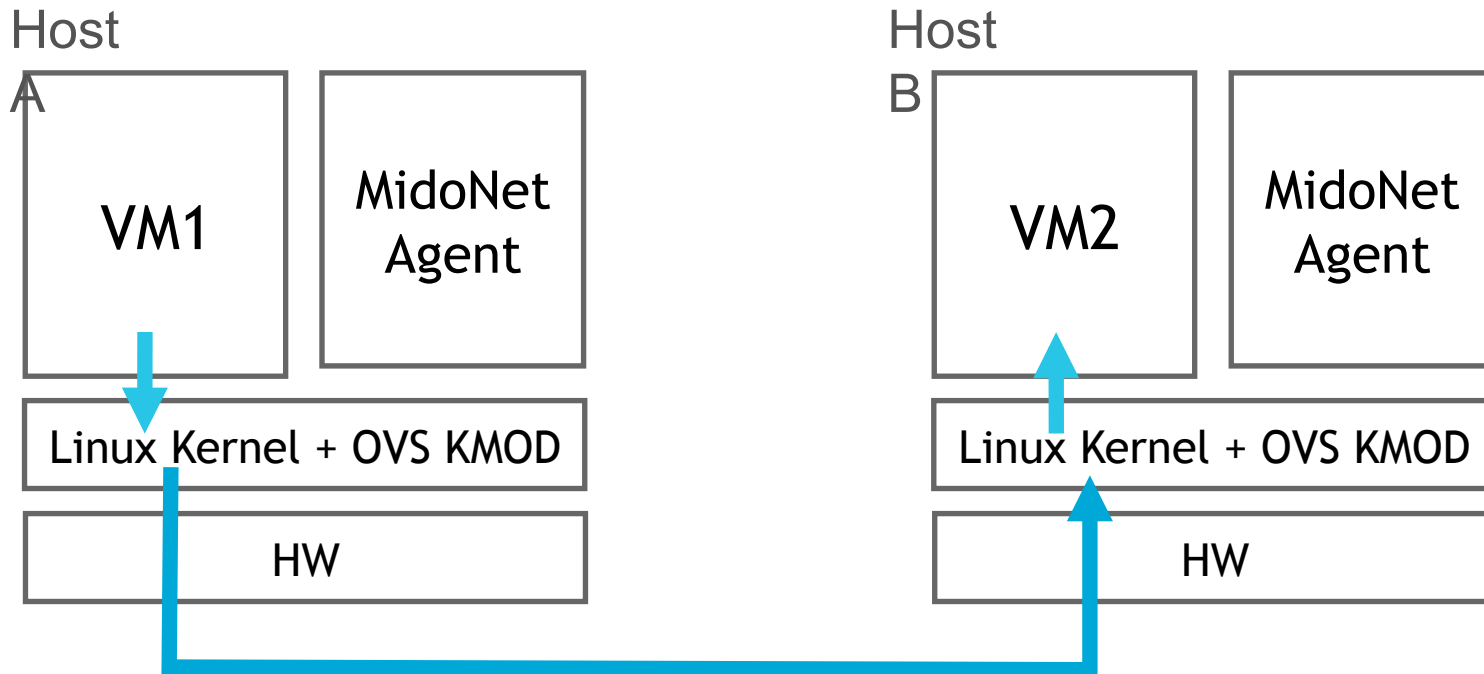 Host
A
VM1
MidoNet
Agent
Linux Kernel + OVS KMOD
HW
Host
B
VM2
MidoNet
Agent
Linux Kernel + OVS KMOD
HW